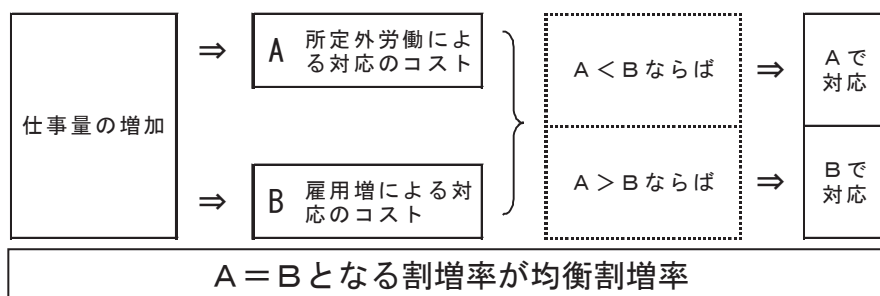 仕事量の増加
⇒
A 所定外労働によ
る対応のコスト
⇒
B 雇用増による対
応のコスト
A<Bならば
⇒
Aで
対応
A>Bならば
⇒
Bで
対応
A=Bとなる割増率が均衡割増率